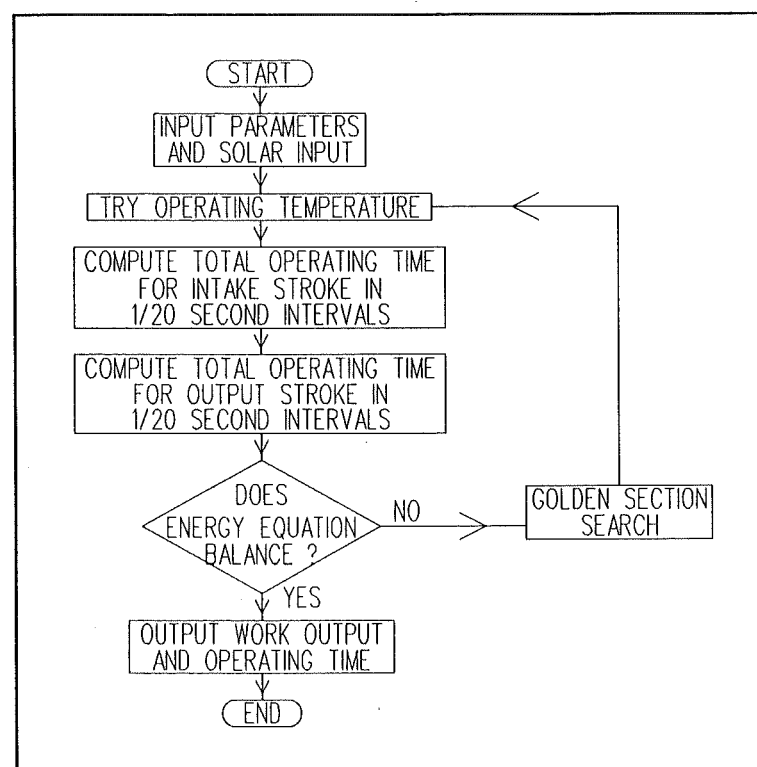 START
INPUT PARAMETERS
AND SOLAR INPUT
TRY OPERATING TEMPERATURE
COMPUTE TOTAL OPERATING TIME
FOR INTAKE STROKE IN
1/20 SECOND INTERVALS
COMPUTE TOTAL OPERATING TIME
FOR OUTPUT STROKE IN
1/20 SECOND INTERVALS
DOES
ENERGY EQUATION
BALANCE ?
NO
GOLDEN SECTION
SEARCH
YES
OUTPUT WORK OUTPUT
AND OPERATING TIME
END